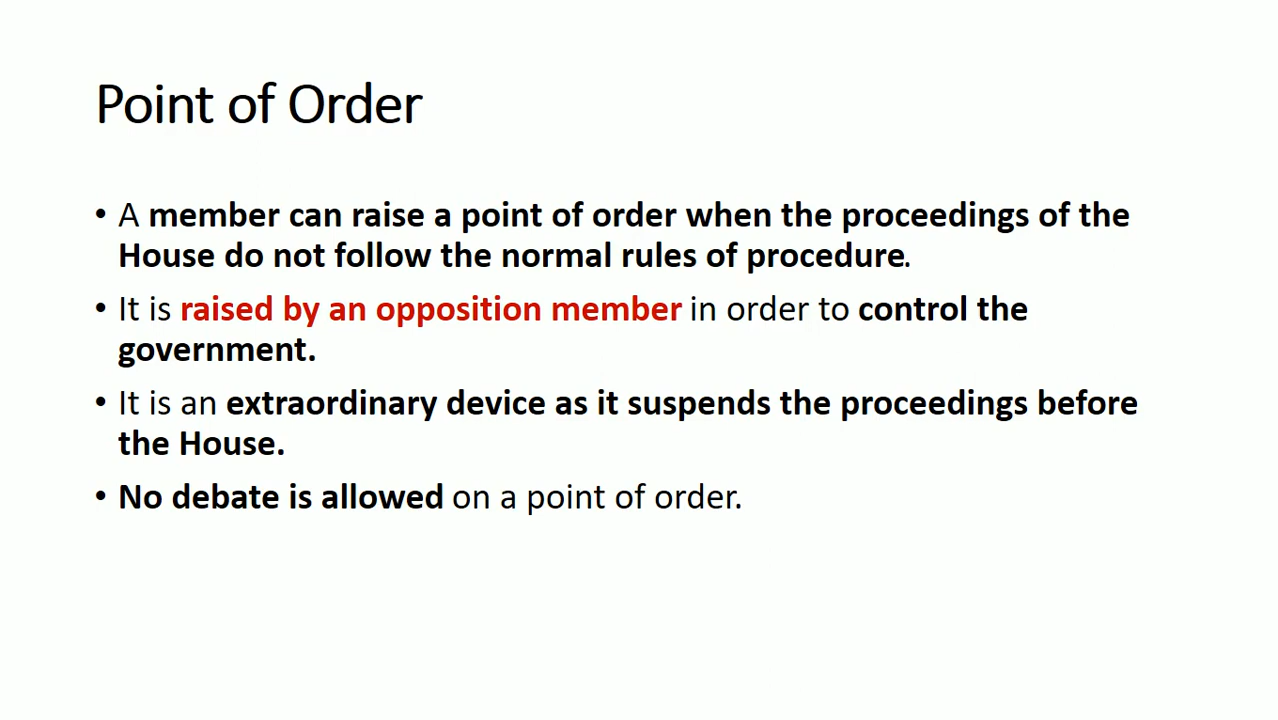 Point of Order
• A member can raise a point of order when the proceedings of the
House do not follow the normal rules of procedure.
• It is raised by an opposition member in order to control the
government.
• It is an extraordinary device as it suspends the proceedings before
the House.
• No debate is allowed on a point of order.